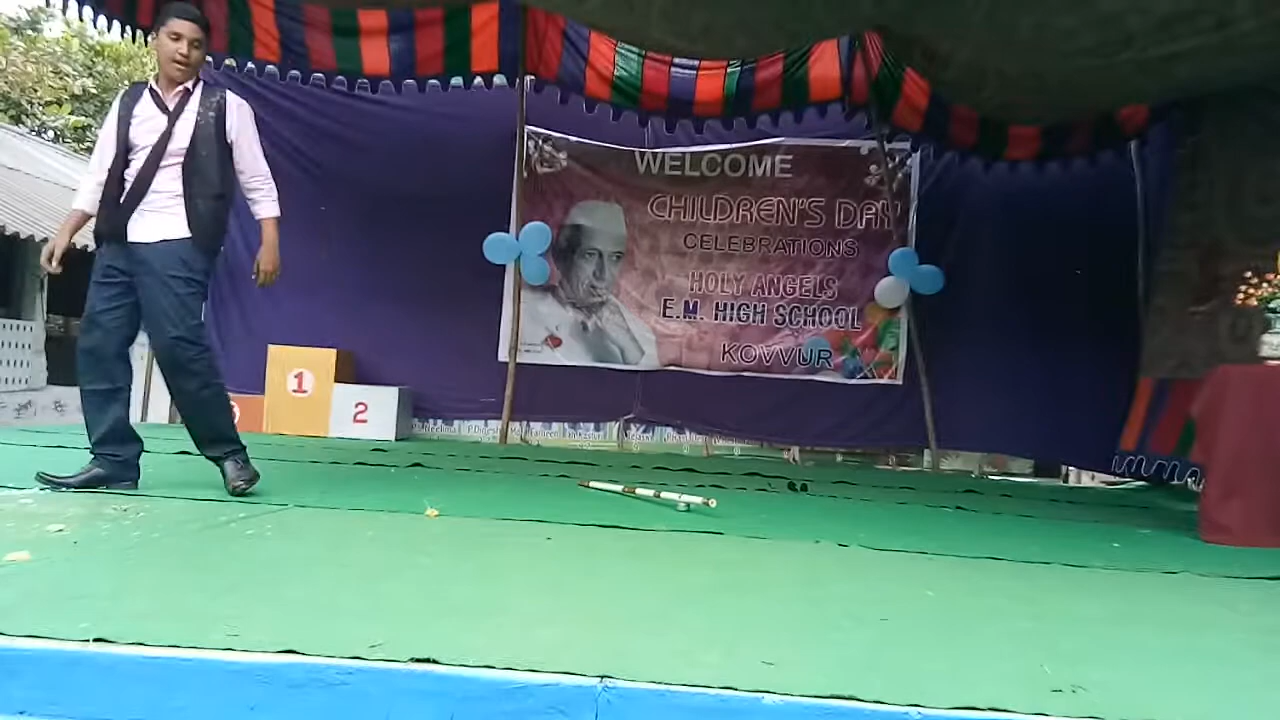 WELCOME
CHILDREN'S DAY
CELEBRATIONS
HOLY ANGELS
E.M. HIGH SCHOOL
KOVVUR
1
2